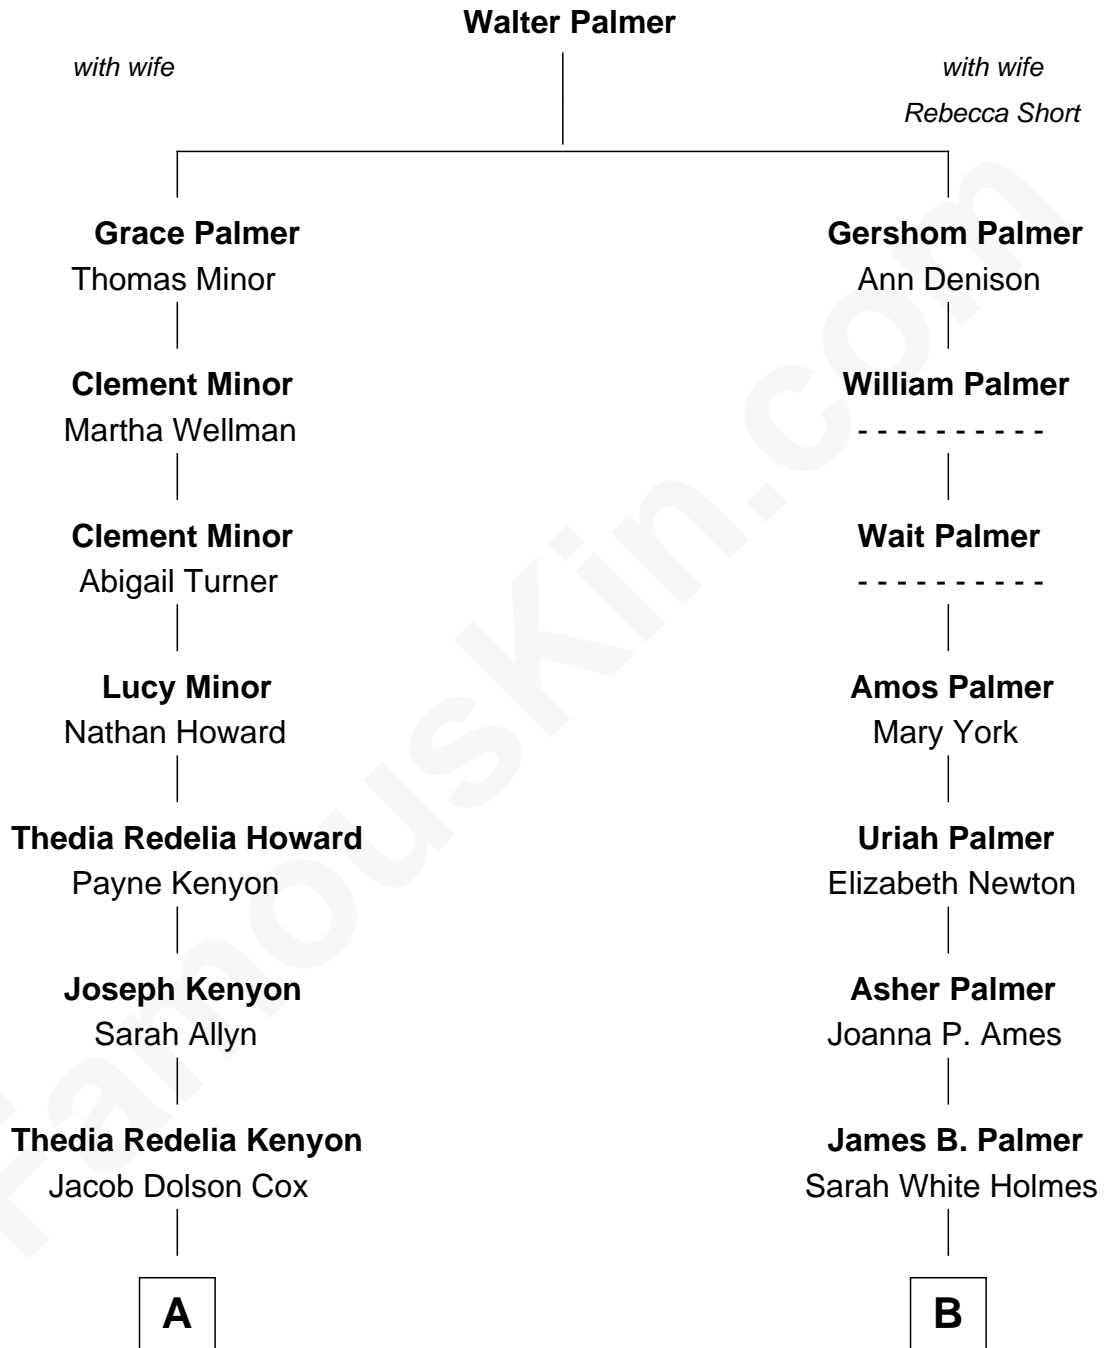 Walter Palmer
with wife
with wife
Rebecca Short
Grace Palmer
Thomas Minor
Gershom Palmer
Ann Denison
Clement Minor
Martha Wellman
William Palmer
- - - - - - - - - -
Clement Minor
Abigail Turner
Wait Palmer
- - - - - - - - - -
Lucy Minor
Nathan Howard
Amos Palmer
Mary York
Thedia Redelia Howard
Payne Kenyon
Uriah Palmer
Elizabeth Newton
Joseph Kenyon
Sarah Allyn
Asher Palmer
Joanna P. Ames
Thedia Redelia Kenyon
Jacob Dolson Cox
James B. Palmer
Sarah White Holmes
A
B
FamousKin.com